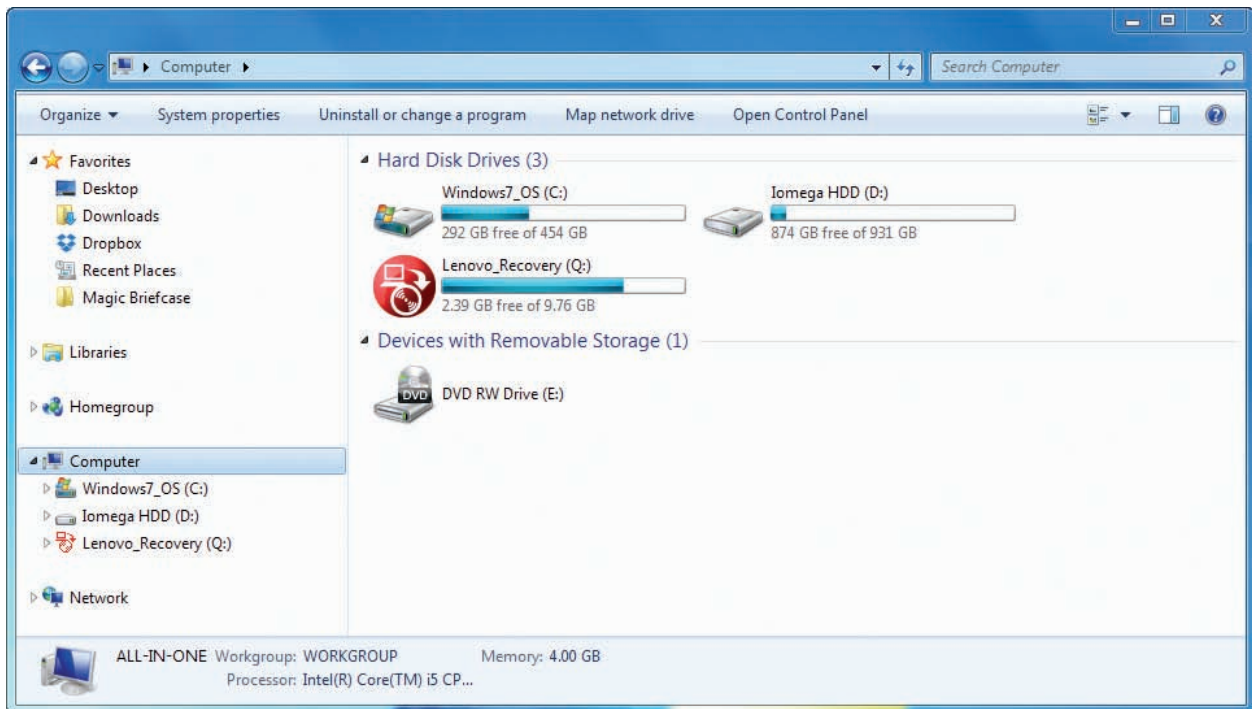 Computer
Search Computer
Organize System properties Uninstall or change a program Map network drive Open Control Panel
Favorites
Desktop
Downloads
Dropbox
Recent Places
Magic Briefcase
Libraries
Homegroup
Computer
Windows7_OS (C:)
Iomega HDD (D:)
Lenovo_Recovery (Q:)
Network
Hard Disk Drives (3)
Windows7_OS (C:)
292 GB free of 454 GB
Iomega HDD (D:)
874 GB free of 931 GB
Lenovo_Recovery (Q:)
2.39 GB free of 9.76 GB
Devices with Removable Storage (1)
DVD
DVD RW Drive (E:)
ALL-IN-ONE Workgroup: WORKGROUP Memory: 4.00 GB
Processor: Intel(R) Core(TM) i5 CP...